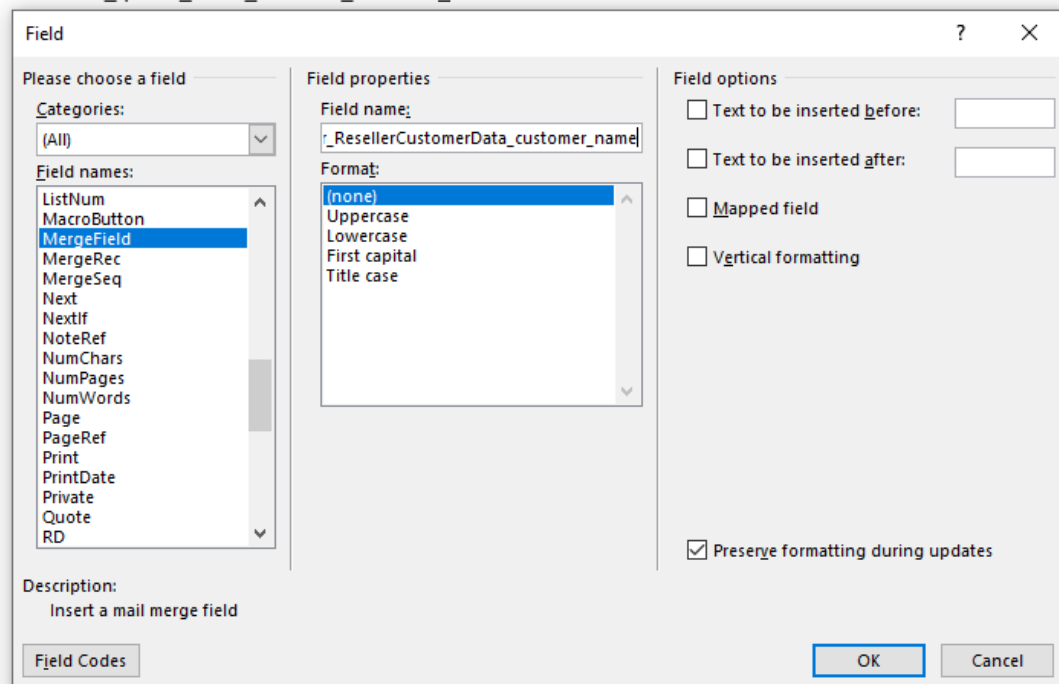 Field
Please choose a field
Categories:
(All)
Field names:
ListNum
MacroButton
MergeField
MergeRec
MergeSeq
Next
NextIf
NoteRef
NumChars
NumPages
NumWords
Page
PageRef
Print
PrintDate
Private
Quote
RD
Description:
Insert a mail merge field
Field Codes
Field properties
Field name:
r_ResellerCustomerData_customer_name
Format:
(none)
Uppercase
Lowercase
First capital
Title case
Field options
Text to be inserted before:
Text to be inserted after:
Mapped field
Vertical formatting
Preserve formatting during updates
OK
Cancel